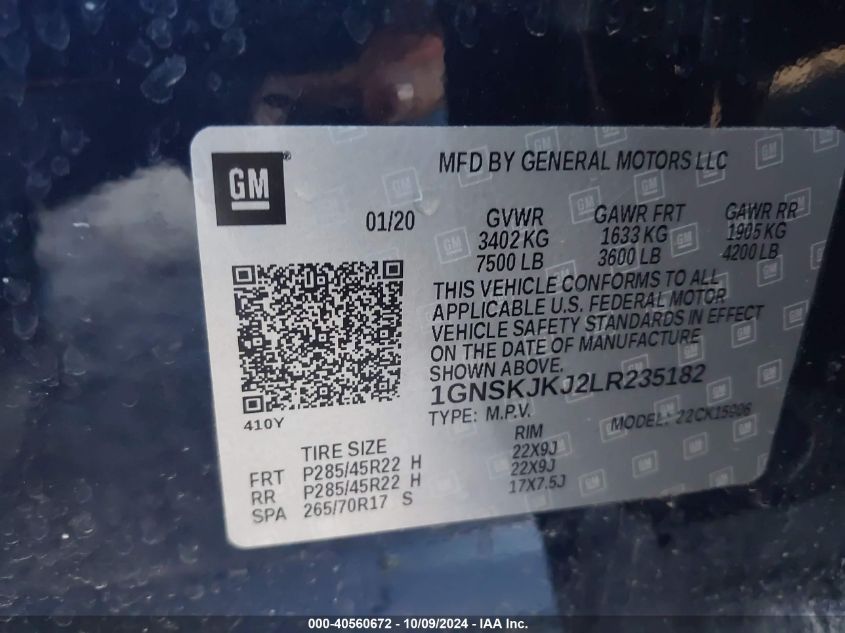 GM®
MFD BY GENERAL MOTORS LLC
01/20
GVWR GAWR FRT GAWR RR
3402 KG 1633 KG 1905 KG
7500 LB 3600 LB 4200 LB
THIS VEHICLE CONFORMS TO ALL
APPLICABLE U.S. FEDERAL MOTOR
VEHICLE SAFETY STANDARDS IN EFFECT
ON THE DATE OF MANUFACTURE
SHOWN ABOVE.
1GNSKJKJ2LR235182
TYPE: M.P.V. MODEL: 22CK15906
410Y
TIRE SIZE RIM
FRT P285/45R22 H 22X9J
RR P285/45R22 H 22X9J
SPA 265/70R17 S 17X7.5J
000-40560672 - 10/09/2024 - IAA Inc.